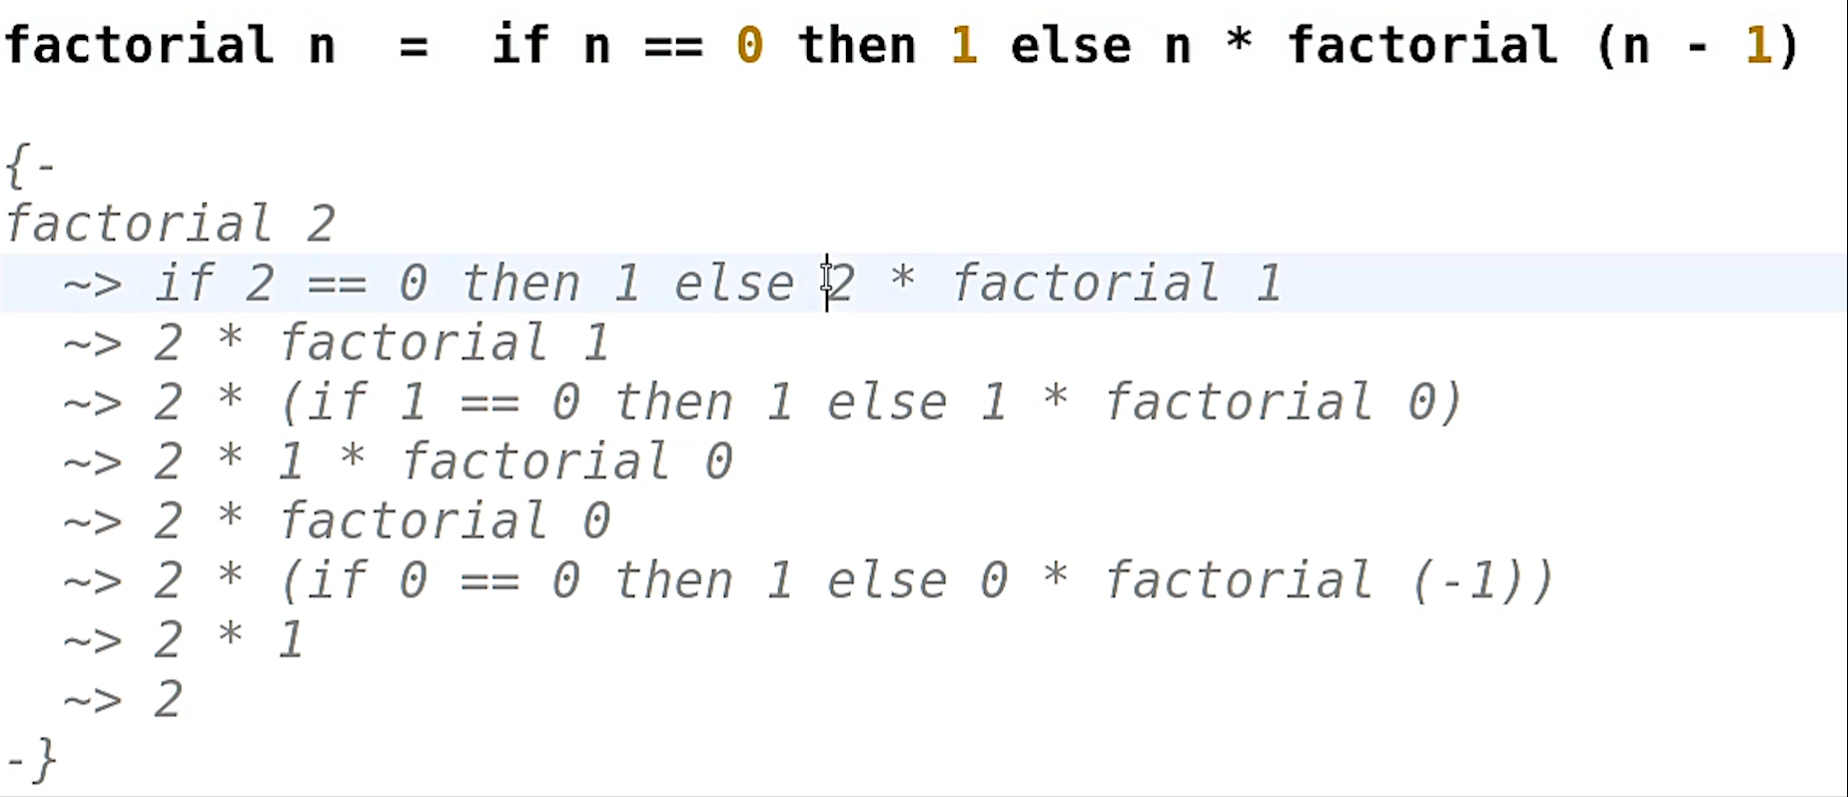 factorial n  =  if n == 0 then 1 else n * factorial (n - 1)
{-
factorial 2
  ~> if 2 == 0 then 1 else 2 * factorial 1
  ~> 2 * factorial 1
  ~> 2 * (if 1 == 0 then 1 else 1 * factorial 0)
  ~> 2 * 1 * factorial 0
  ~> 2 * factorial 0
  ~> 2 * (if 0 == 0 then 1 else 0 * factorial (-1))
  ~> 2 * 1
  ~> 2
-}